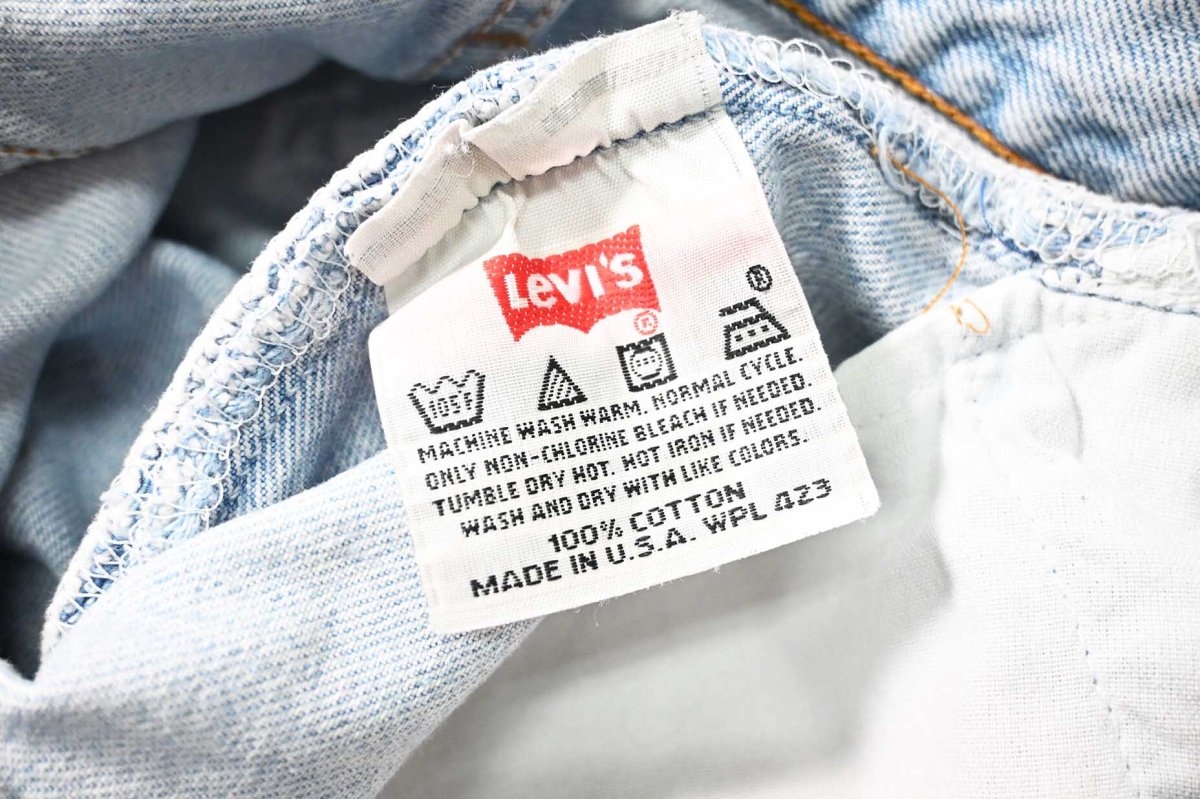 Levi's
®
105°F
MACHINE WASH WARM. NORMAL CYCLE.
ONLY NON-CHLORINE BLEACH IF NEEDED.
TUMBLE DRY HOT. HOT IRON IF NEEDED.
WASH AND DRY WITH LIKE COLORS.
100% COTTON
MADE IN U.S.A. WPL 423